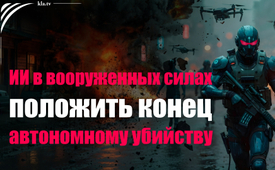 kla.tv
ИИ в вооруженных силах
положить конец
автономному убийству